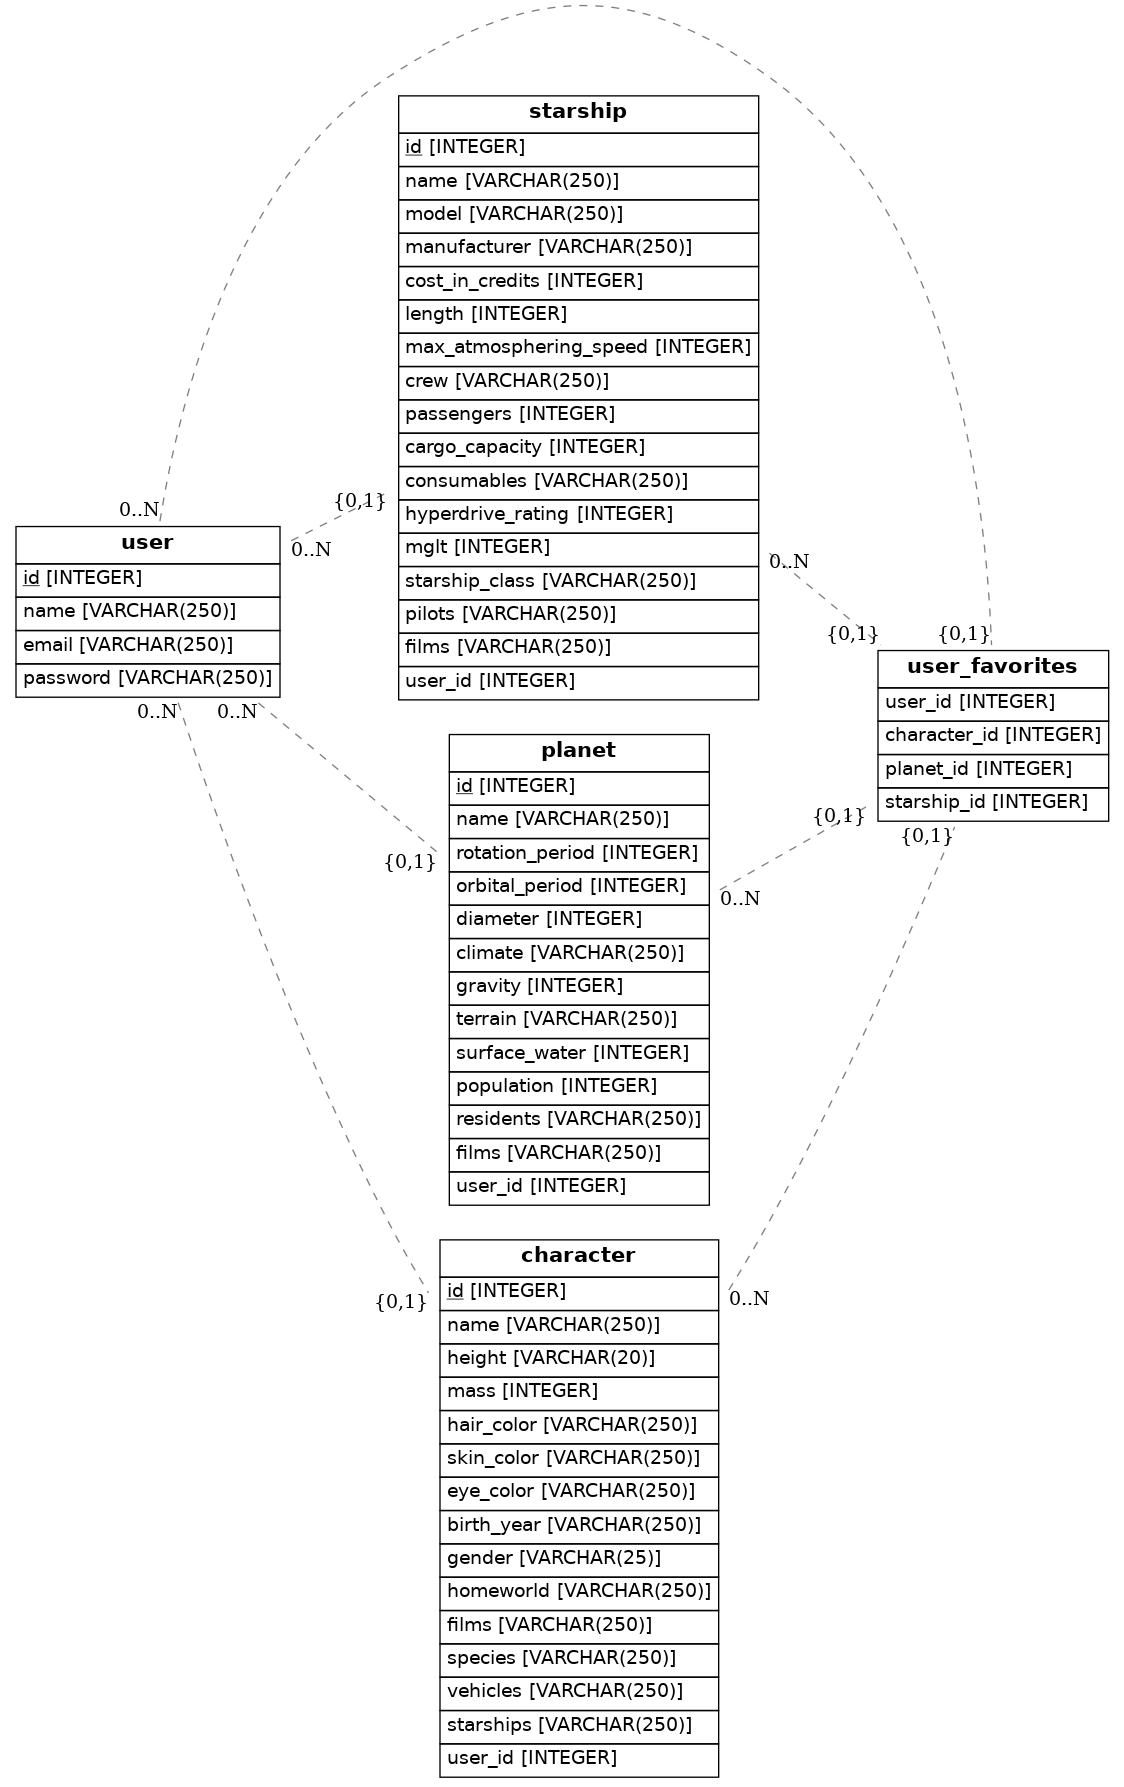 starship
id [INTEGER]
name [VARCHAR(250)]
model [VARCHAR(250)]
manufacturer [VARCHAR(250)]
cost_in_credits [INTEGER]
length [INTEGER]
max_atmosphering_speed [INTEGER]
crew [VARCHAR(250)]
passengers [INTEGER]
cargo_capacity [INTEGER]
consumables [VARCHAR(250)]
hyperdrive_rating [INTEGER]
mglt [INTEGER]
starship_class [VARCHAR(250)]
pilots [VARCHAR(250)]
films [VARCHAR(250)]
user_id [INTEGER]
0..N
{0,1}
0..N
user
id [INTEGER]
name [VARCHAR(250)]
email [VARCHAR(250)]
password [VARCHAR(250)]
0..N
0..N
0..N
{0,1}
{0,1}
user_favorites
user_id [INTEGER]
character_id [INTEGER]
planet_id [INTEGER]
starship_id [INTEGER]
{0,1}
{0,1}
{0,1}
0..N
planet
id [INTEGER]
name [VARCHAR(250)]
rotation_period [INTEGER]
orbital_period [INTEGER]
diameter [INTEGER]
climate [VARCHAR(250)]
gravity [INTEGER]
terrain [VARCHAR(250)]
surface_water [INTEGER]
population [INTEGER]
residents [VARCHAR(250)]
films [VARCHAR(250)]
user_id [INTEGER]
character
id [INTEGER]
name [VARCHAR(250)]
height [VARCHAR(20)]
mass [INTEGER]
hair_color [VARCHAR(250)]
skin_color [VARCHAR(250)]
eye_color [VARCHAR(250)]
birth_year [VARCHAR(250)]
gender [VARCHAR(25)]
homeworld [VARCHAR(250)]
films [VARCHAR(250)]
species [VARCHAR(250)]
vehicles [VARCHAR(250)]
starships [VARCHAR(250)]
user_id [INTEGER]
{0,1}
0..N